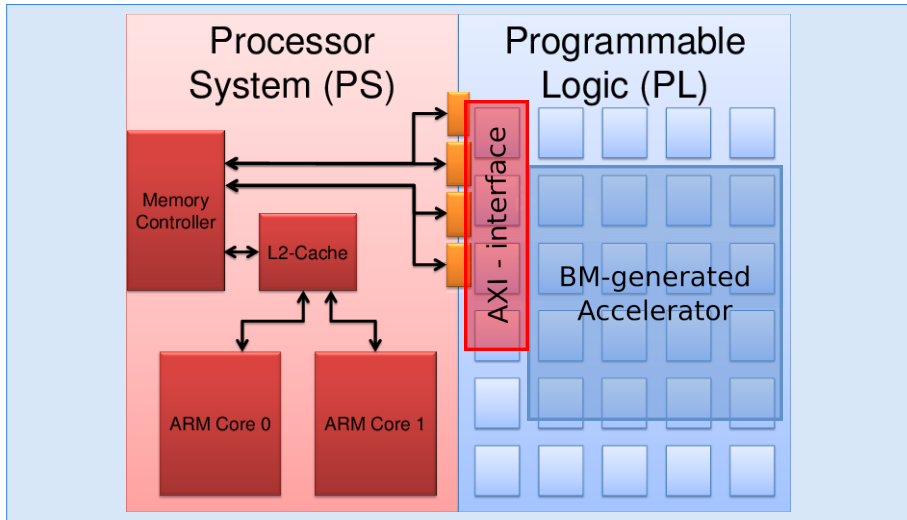 Processor
System (PS)
Programmable
Logic (PL)
Memory
Controller
L2-Cache
AXI - interface
BM-generated
Accelerator
ARM Core 0
ARM Core 1